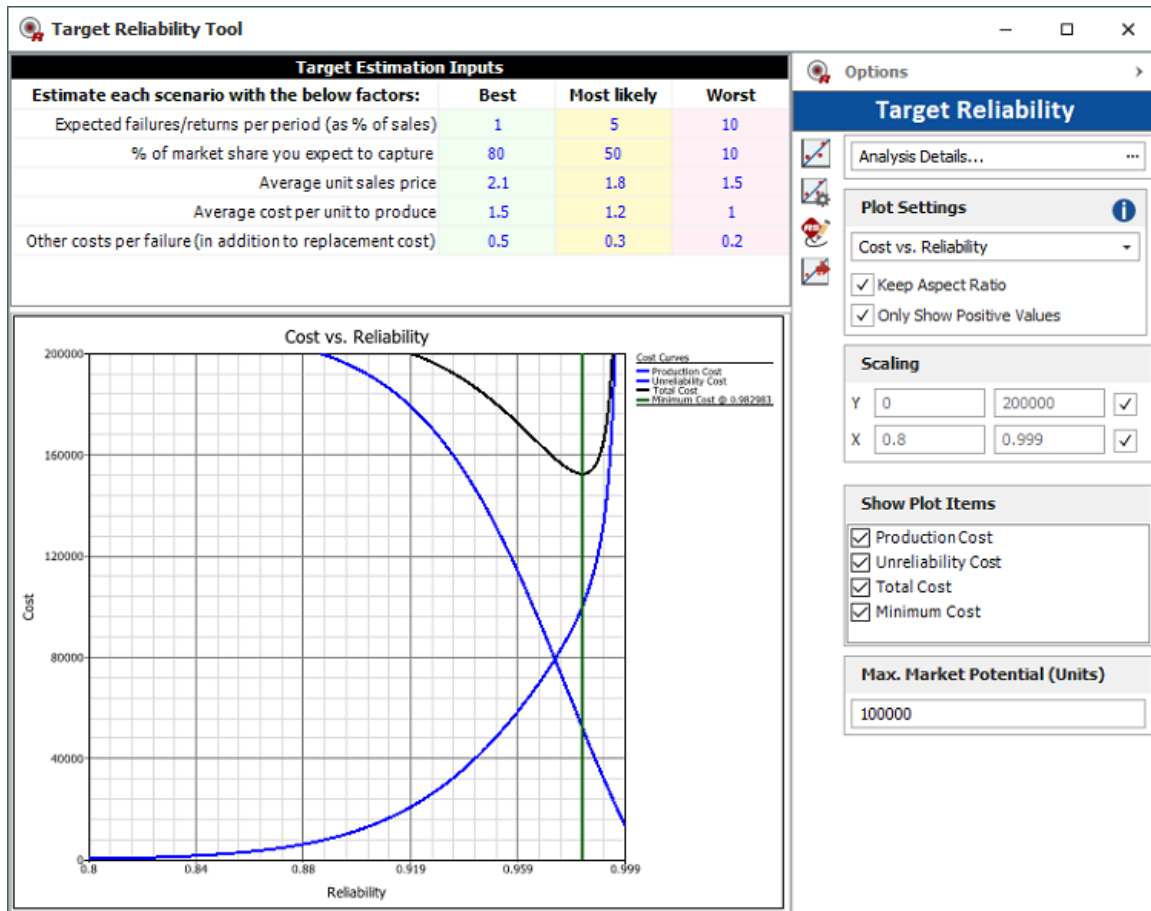 Target Reliability Tool
Target Estimation Inputs
Estimate each scenario with the below factors: Best Most likely Worst
Expected failures/returns per period (as % of sales) 1 5 10
% of market share you expect to capture 80 50 10
Average unit sales price 2.1 1.8 1.5
Average cost per unit to produce 1.5 1.2 1
Other costs per failure (in addition to replacement cost) 0.5 0.3 0.2
Cost vs. Reliability
200000
160000
120000
80000
40000
0
Cost
0.8 0.84 0.88 0.919 0.959 0.999
Reliability
Cost Curves
Production Cost
Unreliability Cost
Total Cost
Minimum Cost @ 0.982983
Options
Target Reliability
Analysis Details... ...
Plot Settings
Cost vs. Reliability
Keep Aspect Ratio
Only Show Positive Values
Scaling
Y 0 200000
X 0.8 0.999
Show Plot Items
Production Cost
Unreliability Cost
Total Cost
Minimum Cost
Max. Market Potential (Units)
100000